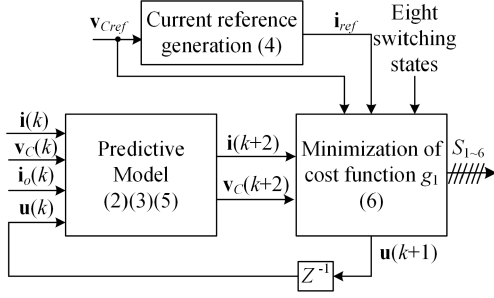 v_Cref
Current reference
generation (4)
i_ref
Eight
switching
states
i(k)
v_C(k)
i_o(k)
u(k)
Predictive
Model
(2)(3)(5)
i(k+2)
v_C(k+2)
Minimization of
cost function g_1
(6)
S_1~6
u(k+1)
Z^-1